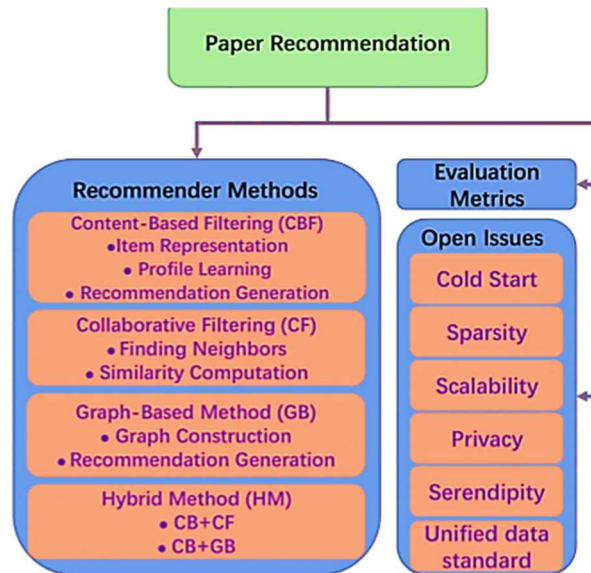 Paper Recommendation
Recommender Methods
Content-Based Filtering (CBF)
•Item Representation
• Profile Learning
• Recommendation Generation
Collaborative Filtering (CF)
• Finding Neighbors
• Similarity Computation
Graph-Based Method (GB)
• Graph Construction
• Recommendation Generation
Hybrid Method (HM)
• CB+CF
• CB+GB
Evaluation
Metrics
Open Issues
Cold Start
Sparsity
Scalability
Privacy
Serendipity
Unified data
standard